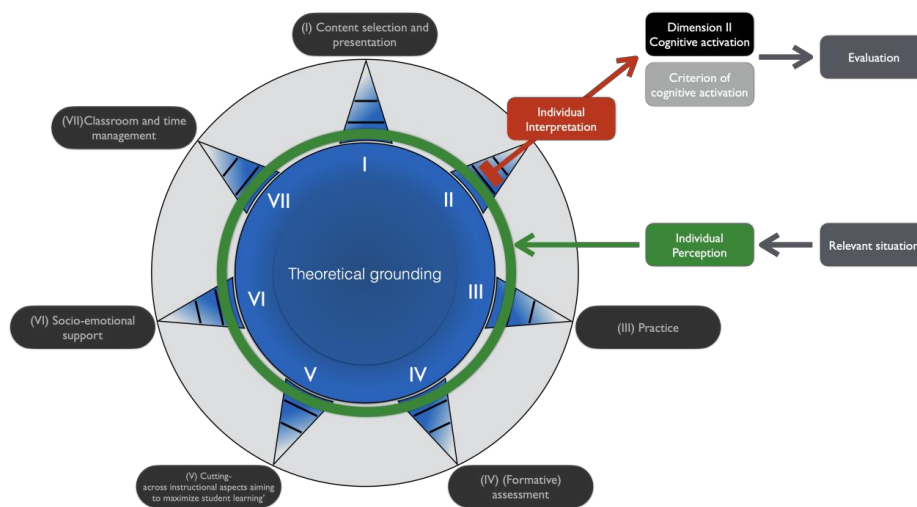 (I) Content selection and
presentation
Dimension II
Cognitive activation
Evaluation
Criterion of
cognitive activation
Individual
Interpretation
(VII)Classroom and time
management
I
II
VII
Individual
Perception
Relevant situation
Theoretical grounding
VI
III
(VI) Socio-emotional
support
(III) Practice
V
IV
(V) Cutting-
across instructional aspects aiming
to maximize student learning'
(IV) (Formative)
assessment